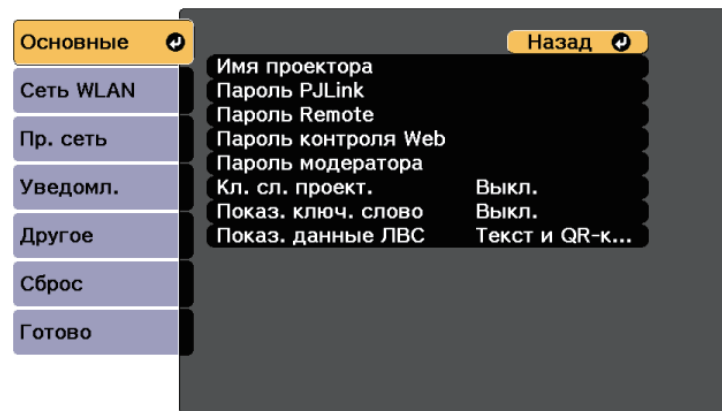 Основные
Сеть WLAN
Пр. сеть
Уведомл.
Другое
Сброс
Готово
Назад
Имя проектора
Пароль PJLink
Пароль Remote
Пароль контроля Web
Пароль модератора
Кл. сл. проект. Выкл.
Показ. ключ. слово Выкл.
Показ. данные ЛВС Текст и QR-к...